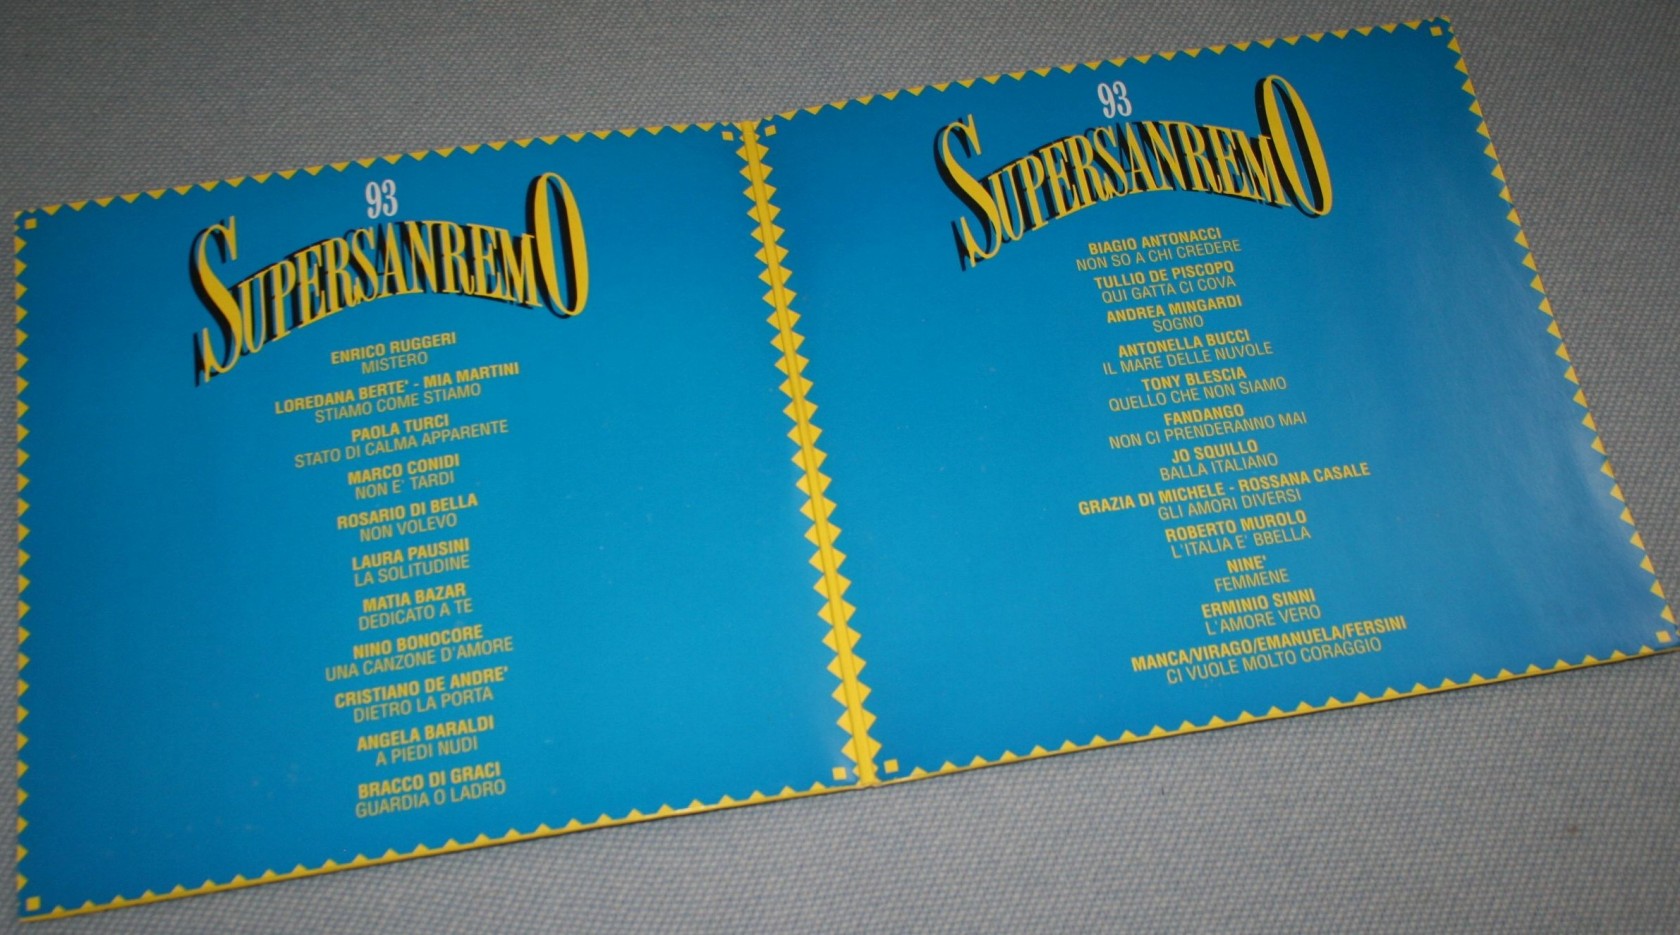 93
SUPERSANREMO
ENRICO RUGGERI
MISTERO
LOREDANA BERTE' - MIA MARTINI
STIAMO COME STIAMO
PAOLA TURCI
STATO DI CALMA APPARENTE
MARCO CONIDI
NON E' TARDI
ROSARIO DI BELLA
NON VOLEVO
LAURA PAUSINI
LA SOLITUDINE
MATIA BAZAR
DEDICATO A TE
NINO BONOCORE
UNA CANZONE D'AMORE
CRISTIANO DE ANDRE'
DIETRO LA PORTA
ANGELA BARALDI
A PIEDI NUDI
BRACCO DI GRACI
GUARDIA O LADRO
93
SUPERSANREMO
BIAGIO ANTONACCI
NON SO A CHI CREDERE
TULLIO DE PISCOPO
QUI GATTA CI COVA
ANDREA MINGARDI
SOGNO
ANTONELLA BUCCI
IL MARE DELLE NUVOLE
TONY BLESCIA
QUELLO CHE NON SIAMO
FANDANGO
NON CI PRENDERANNO MAI
JO SQUILLO
BALLA ITALIANO
GRAZIA DI MICHELE - ROSSANA CASALE
GLI AMORI DIVERSI
ROBERTO MUROLO
L'ITALIA E' BBELLA
NINE'
FEMMENE
ERMINIO SINNI
L'AMORE VERO
MANCA/VIRAGO/EMANUELA/FERSINI
CI VUOLE MOLTO CORAGGIO